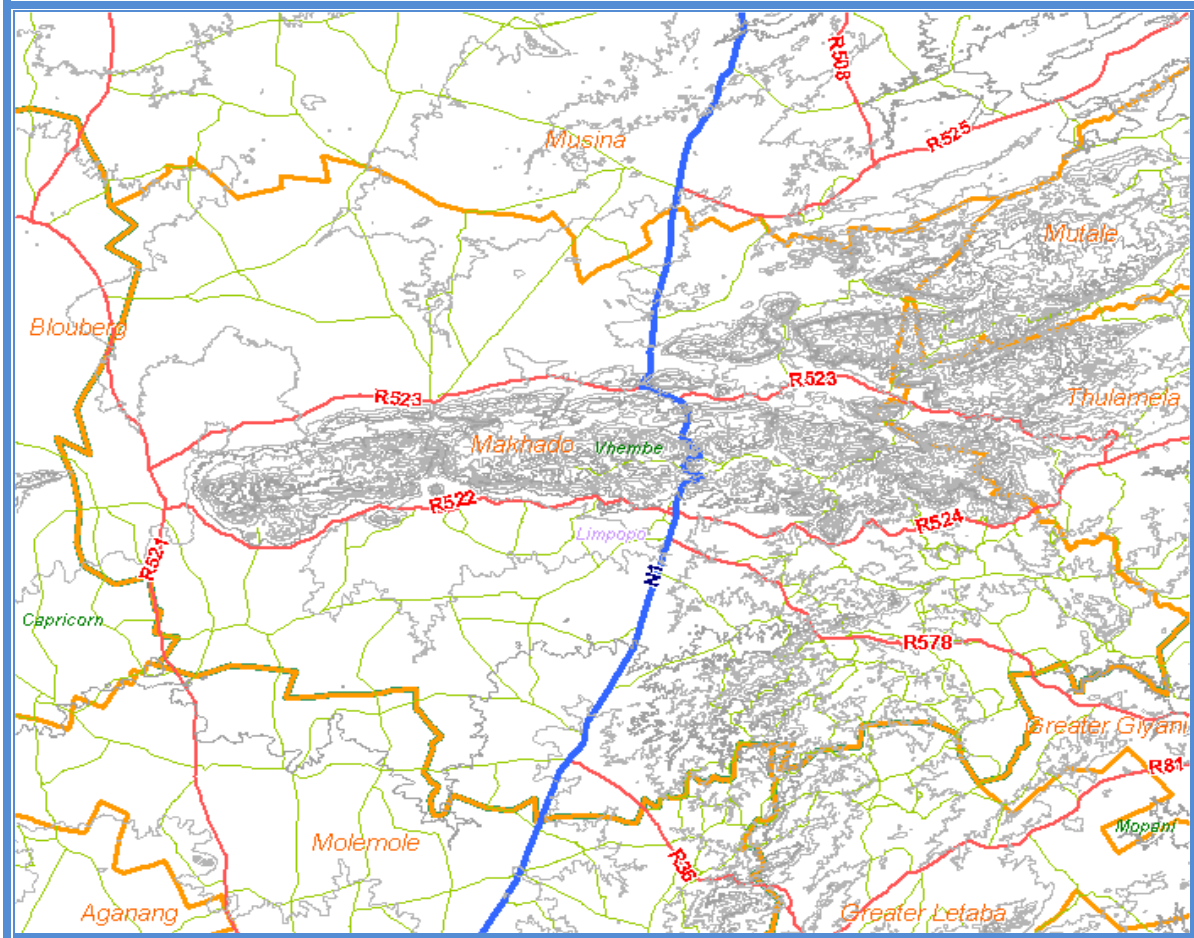 R508
R525
Musina
Mutale
Blouberg
R523
R523
Thulamela
Makhado
Vhembe
R522
R524
Limpopo
R521
N1
Capricorn
R578
Greater Giyani
R81
Mopani
Molemole
R36
Aganang
Greater Letaba